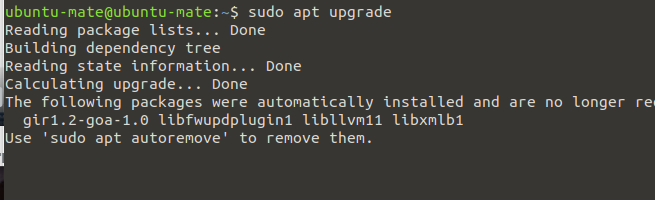 ubuntu-mate@ubuntu-mate:~$ sudo apt upgrade
Reading package lists... Done
Building dependency tree
Reading state information... Done
Calculating upgrade... Done
The following packages were automatically installed and are no longer
gir1.2-goa-1.0 libfwupdplugin1 libllvm11 libxmlb1
Use 'sudo apt autoremove' to remove them.